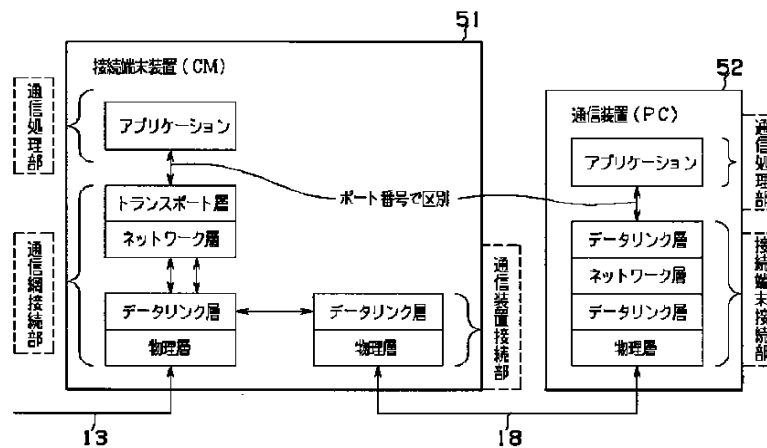 51
接続端末装置(CM)
通信処理部
アプリケーション
トランスポート層
ネットワーク層
通信網接続部
データリンク層
物理層
データリンク層
物理層
通信装置接続部
ポート番号で区別
52
通信装置(PC)
アプリケーション
通信処理部
データリンク層
ネットワーク層
データリンク層
物理層
接続端末接続部
13
18